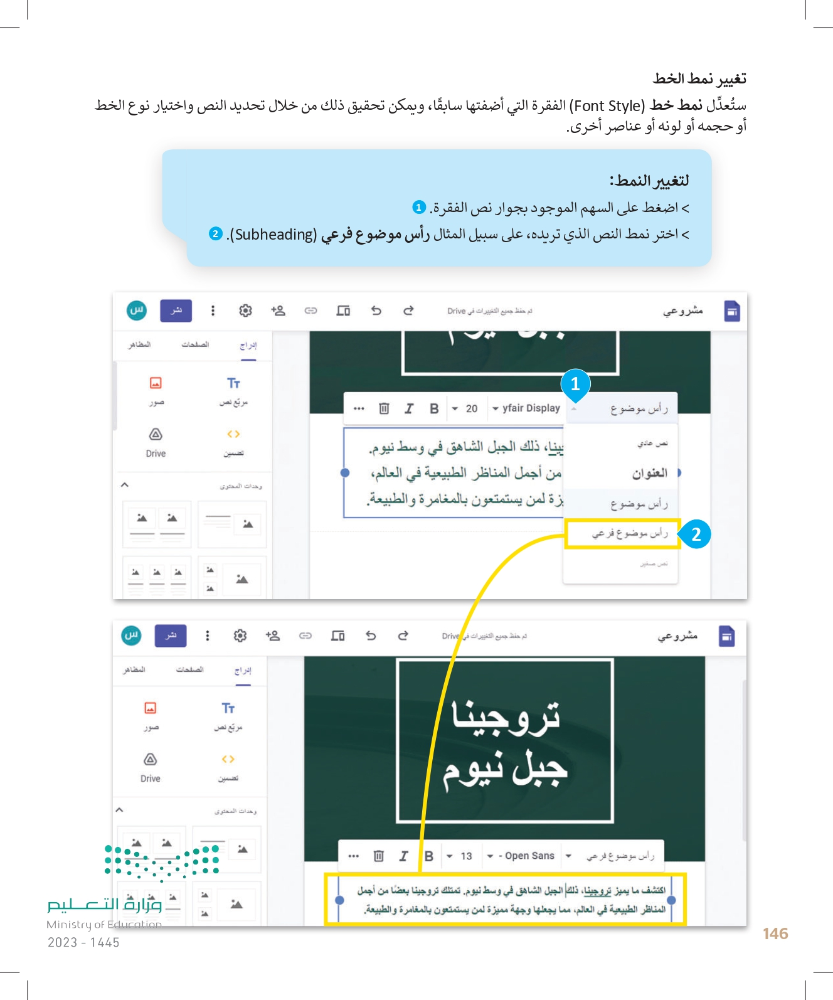 تغيير نمط الخط
ستُعدِّل نمط خط (Font Style) الفقرة التي أضفتها سابقًا، ويمكن تحقيق ذلك من خلال تحديد النص واختيار نوع الخط
أو حجمه أو لونه أو عناصر أخرى.
لتغيير النمط:
> اضغط على السهم الموجود بجوار نص الفقرة. 1
> اختر نمط النص الذي تريده، على سبيل المثال رأس موضوع فرعي (Subheading). 2
مشروعي
تم حفظ جميع التغييرات في Drive
نشر
س
إدراج
الصفحات
المظاهر
مربّع نص
صور
تضمين
Drive
وحدات المحتوى
1
رأس موضوع
yfair Display
20
B
I
نص عادي
العنوان
رأس موضوع
رأس موضوع فرعي
2
نص صغير
جينا، ذلك الجبل الشاهق في وسط نيوم.
من أجمل المناظر الطبيعية في العالم،
يزة لمن يستمتعون بالمغامرة والطبيعة.
مشروعي
تم حفظ جميع التغييرات في Drive
نشر
س
إدراج
الصفحات
المظاهر
مربّع نص
صور
تضمين
Drive
وحدات المحتوى
تروجينا
جبل نيوم
رأس موضوع فرعي
Open Sans -
13
B
I
اكتشف ما يميز تروجينا، ذلك الجبل الشاهق في وسط نيوم. تمتلك تروجينا بعضًا من أجمل
المناظر الطبيعية في العالم، مما يجعلها وجهة مميزة لمن يستمتعون بالمغامرة والطبيعة.
وزارة التعليم
Ministry of Education
2023 - 1445
146